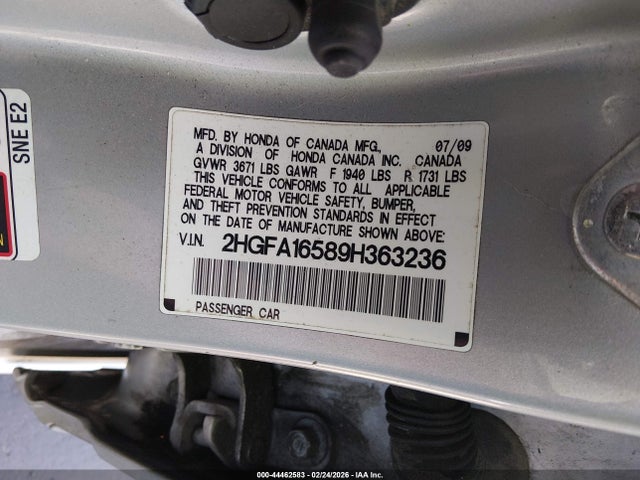 SNE E2
MFD. BY HONDA OF CANADA MFG. 07/09
A DIVISION OF HONDA CANADA INC. CANADA
GVWR 3671 LBS GAWR F 1940 LBS R 1731 LBS
THIS VEHICLE CONFORMS TO ALL APPLICABLE
FEDERAL MOTOR VEHICLE SAFETY, BUMPER,
AND THEFT PREVENTION STANDARDS IN EFFECT
ON THE DATE OF MANUFACTURE SHOWN ABOVE.
V.I.N. 2HGFA16589H363236
PASSENGER CAR
000-44462583 - 02/24/2026 - IAA Inc.